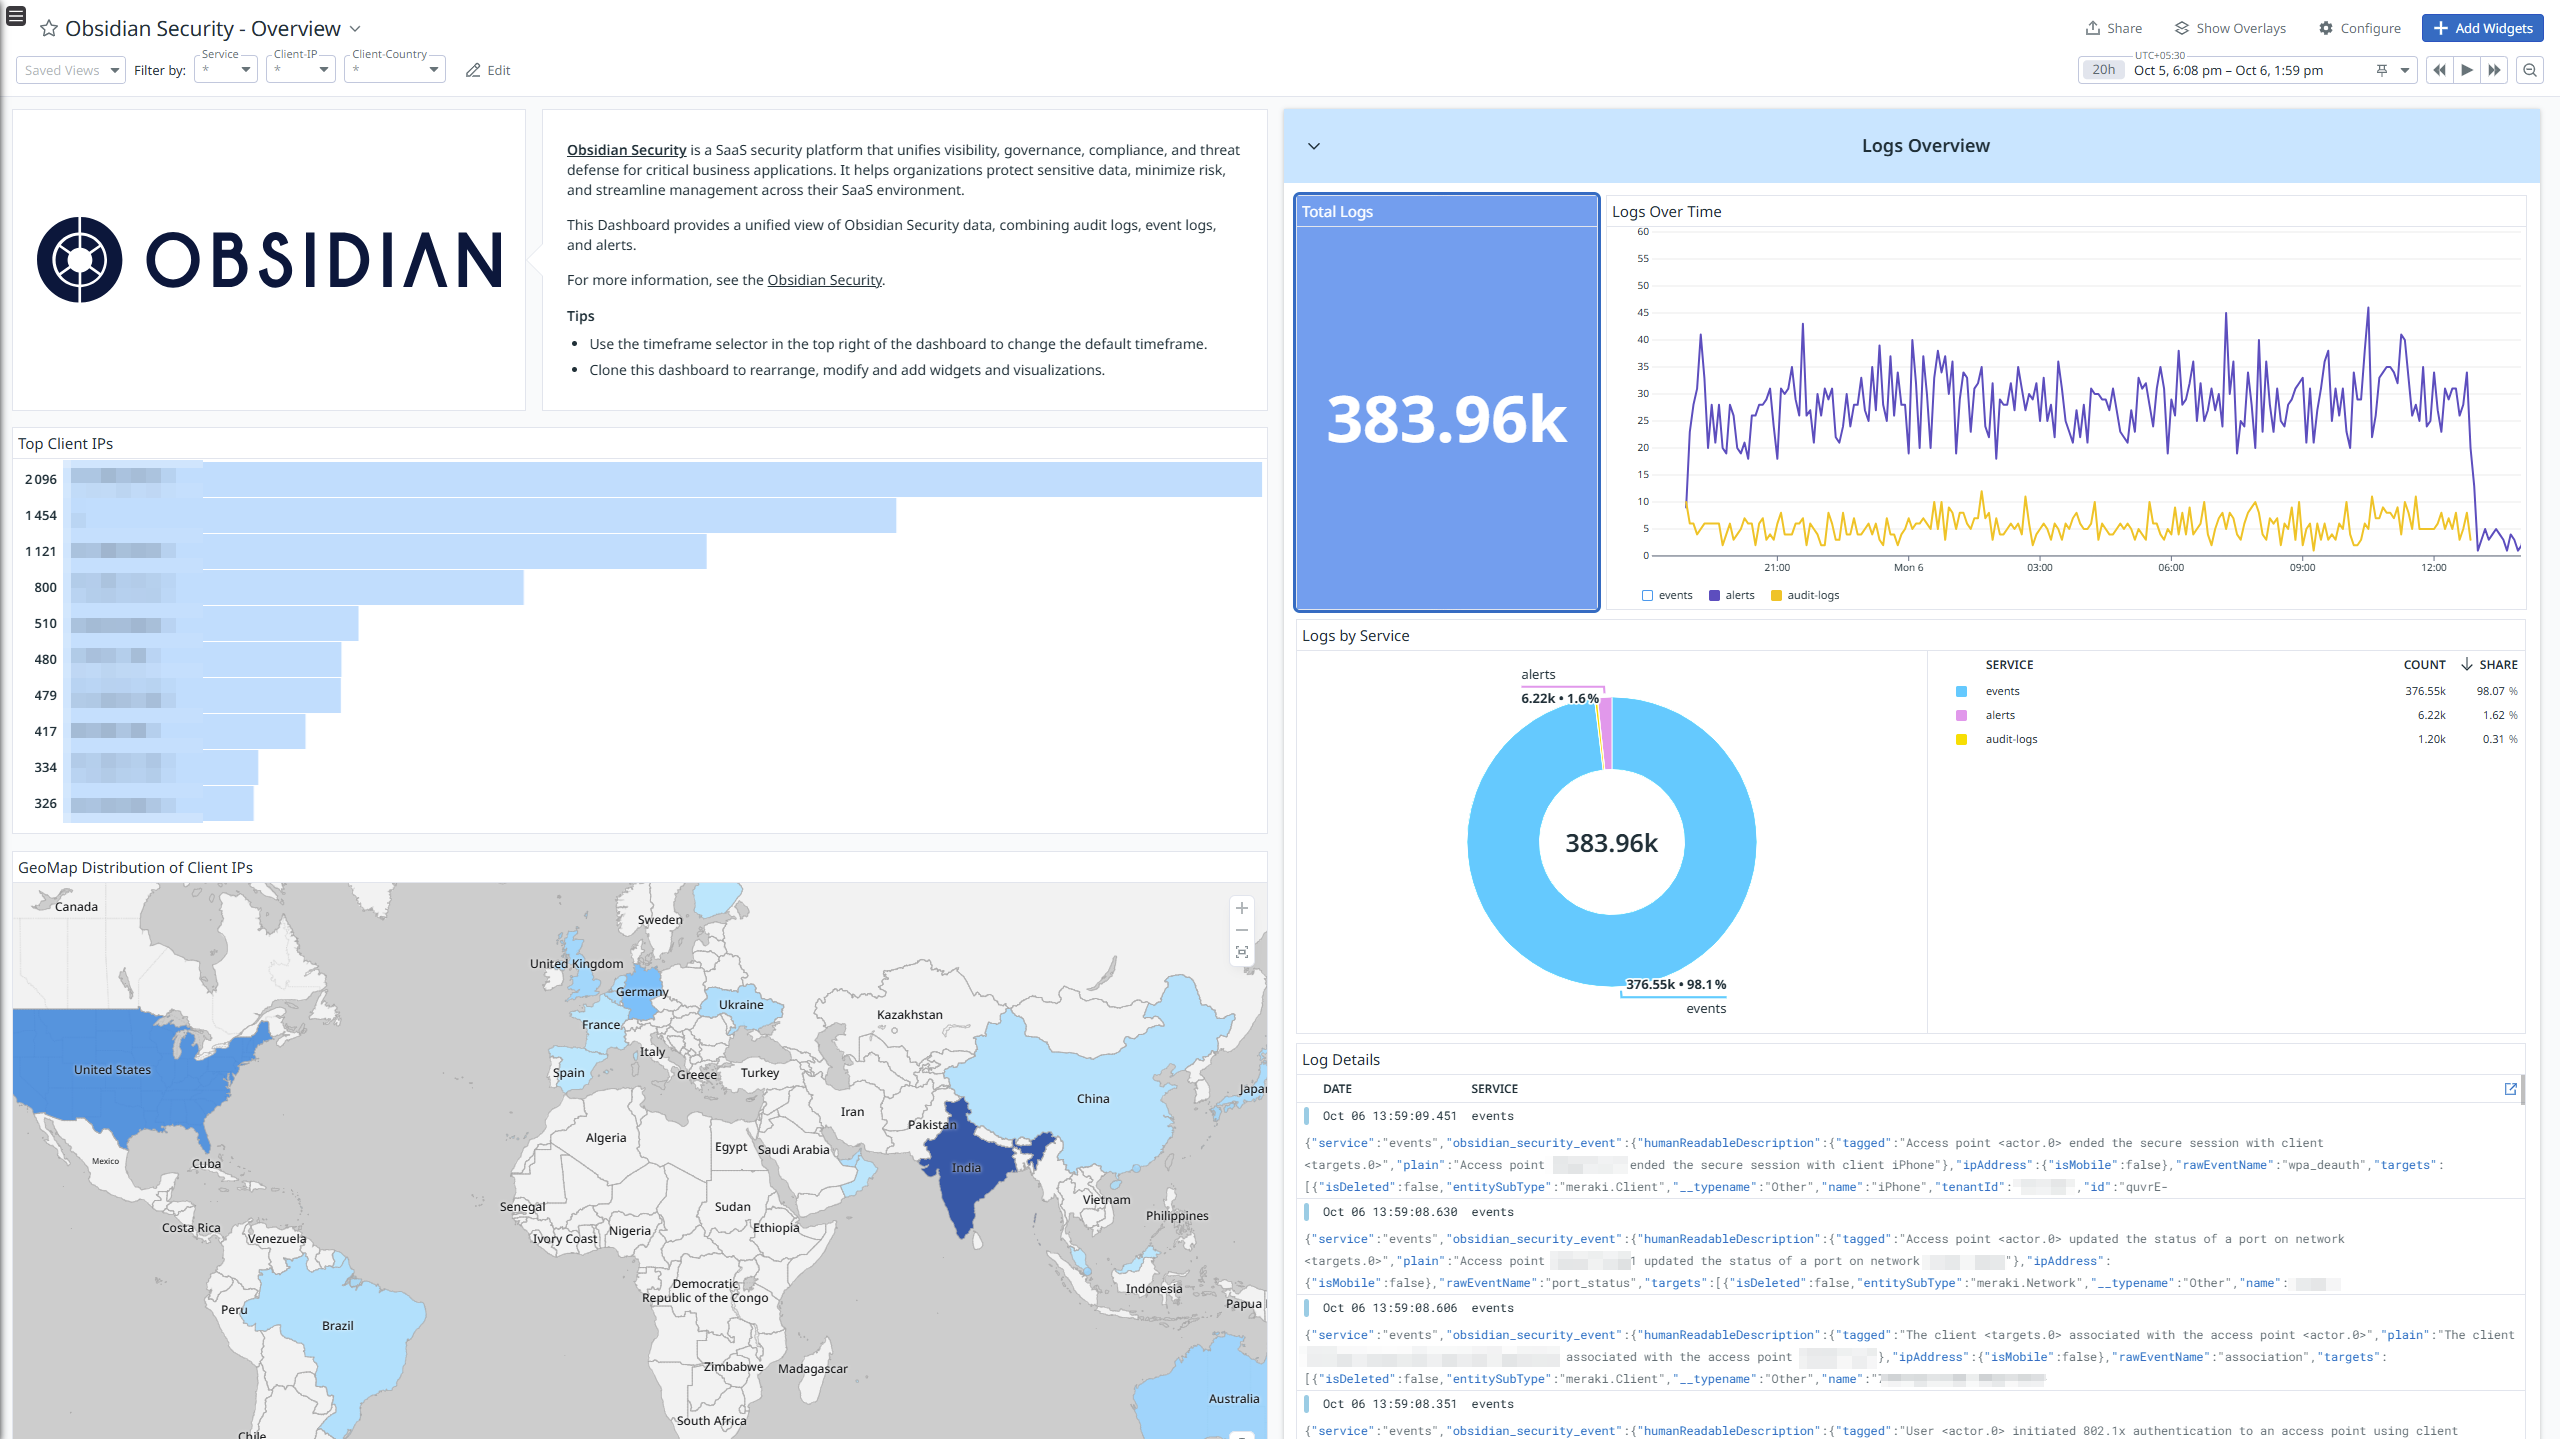 Obsidian Security - Overview
Share
Show Overlays
Configure
Add Widgets
Saved Views
Filter by:
Service
*
Client-IP
*
Client-Country
*
Edit
UTC+05:30
20h
Oct 5, 6:08 pm – Oct 6, 1:59 pm
OBSIDIAN
Obsidian Security is a SaaS security platform that unifies visibility, governance, compliance, and threat
defense for critical business applications. It helps organizations protect sensitive data, minimize risk,
and streamline management across their SaaS environment.
This Dashboard provides a unified view of Obsidian Security data, combining audit logs, event logs,
and alerts.
For more information, see the Obsidian Security.
Tips
• Use the timeframe selector in the top right of the dashboard to change the default timeframe.
• Clone this dashboard to rearrange, modify and add widgets and visualizations.
Top Client IPs
2 096
1 454
1 121
800
510
480
479
417
334
326
GeoMap Distribution of Client IPs
Canada
Sweden
United Kingdom
Germany
Ukraine
France
Kazakhstan
Italy
United States
Spain
Greece
Turkey
Japa
China
Iran
Pakistan
Algeria
Egypt
Saudi Arabia
Mexico
Cuba
India
Vietnam
Senegal
Sudan
Philippines
Costa Rica
Nigeria
Ethiopia
Venezuela
Ivory Coast
Democratic
Republic of the Congo
Indonesia
Peru
Papua
Brazil
Zimbabwe
Madagascar
Australia
South Africa
Chile
Logs Overview
Total Logs
383.96k
Logs Over Time
60
55
50
45
40
35
30
25
20
15
10
5
0
21:00
Mon 6
03:00
06:00
09:00
12:00
events
alerts
audit-logs
Logs by Service
alerts
6.22k • 1.6%
383.96k
376.55k • 98.1%
events
SERVICE COUNT SHARE
events 376.55k 98.07 %
alerts 6.22k 1.62 %
audit-logs 1.20k 0.31 %
Log Details
DATE SERVICE
Oct 06 13:59:09.451 events
{"service":"events","obsidian_security_event":{"humanReadableDescription":{"tagged":"Access point <actor.0> ended the secure session with client
<targets.0>","plain":"Access point ended the secure session with client iPhone"},"ipAddress":{"isMobile":false},"rawEventName":"wpa_deauth","targets":
[{"isDeleted":false,"entitySubType":"meraki.Client","__typename":"Other","name":"iPhone","tenantId": ,"id":"quvrE-
Oct 06 13:59:08.630 events
{"service":"events","obsidian_security_event":{"humanReadableDescription":{"tagged":"Access point <actor.0> updated the status of a port on network
<targets.0>","plain":"Access point 1 updated the status of a port on network "},"ipAddress":
{"isMobile":false},"rawEventName":"port_status","targets":[{"isDeleted":false,"entitySubType":"meraki.Network","__typename":"Other","name":
Oct 06 13:59:08.606 events
{"service":"events","obsidian_security_event":{"humanReadableDescription":{"tagged":"The client <targets.0> associated with the access point <actor.0>","plain":"The client
associated with the access point },"ipAddress":{"isMobile":false},"rawEventName":"association","targets":
[{"isDeleted":false,"entitySubType":"meraki.Client","__typename":"Other","name":"
Oct 06 13:59:08.351 events
{"service":"events","obsidian_security_event":{"humanReadableDescription":{"tagged":"User <actor.0> initiated 802.1x authentication to an access point using client